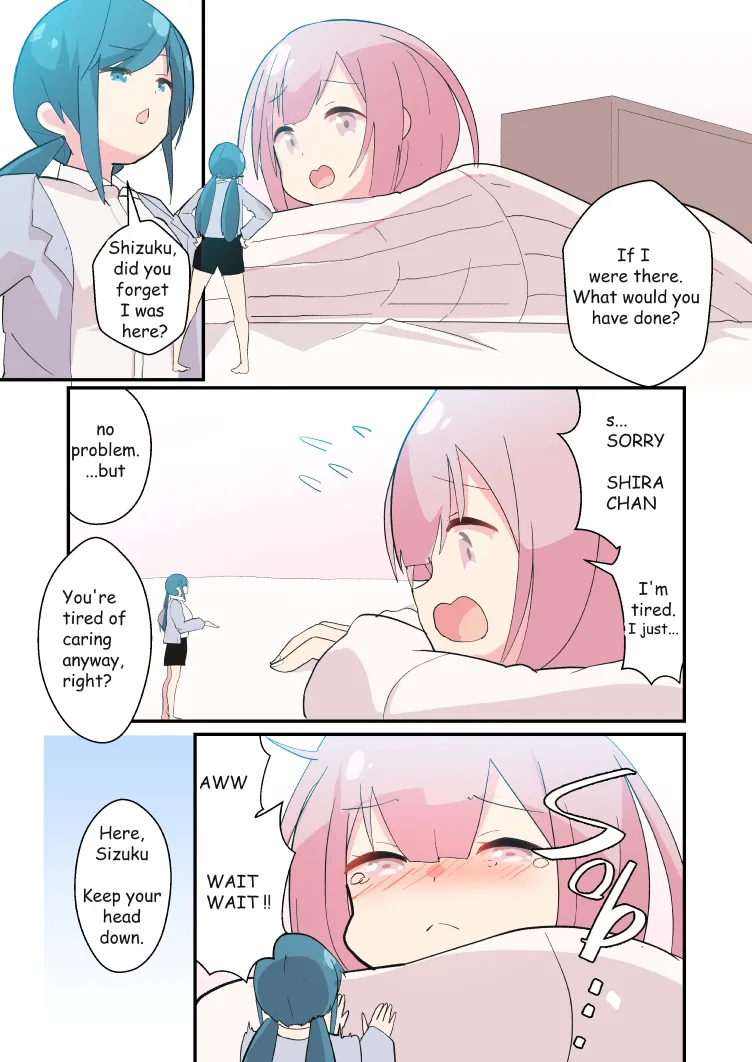 Shizuku,
did you
forget
I was
here?
If I
were there.
What would you
have done?
s...
SORRY
SHIRA
CHAN
I'm
tired.
I just...
no
problem.
...but
You're
tired of
caring
anyway,
right?
AWW
WAIT
WAIT!!
Sob...
Here,
Sizuku
Keep your
head
down.